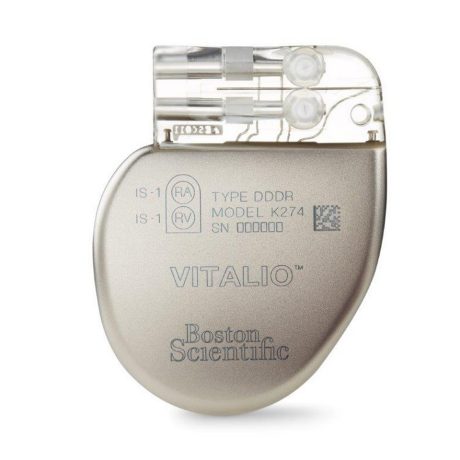 IS-1 RA TYPE DDDR
IS-1 RV MODEL K274
SN 000000
VITALIO™
Boston
Scientific